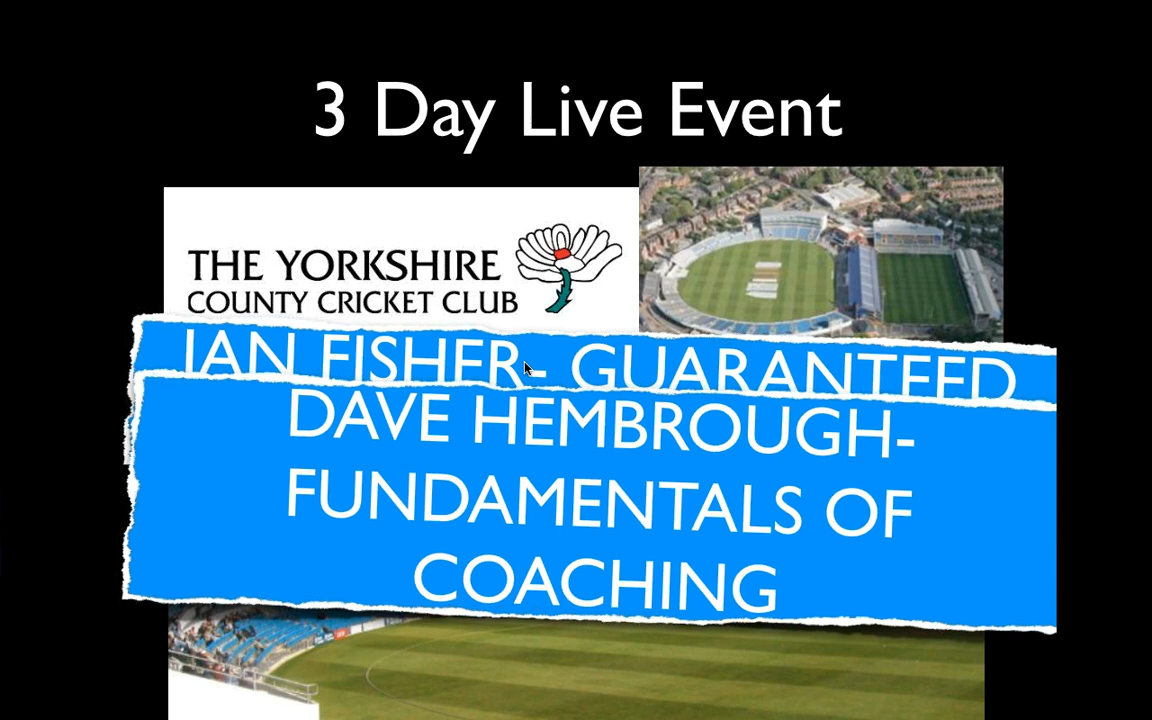 3 Day Live Event
THE YORKSHIRE
COUNTY CRICKET CLUB
IAN FISHER- GUARANTEED
DAVE HEMBROUGH-
FUNDAMENTALS OF
COACHING